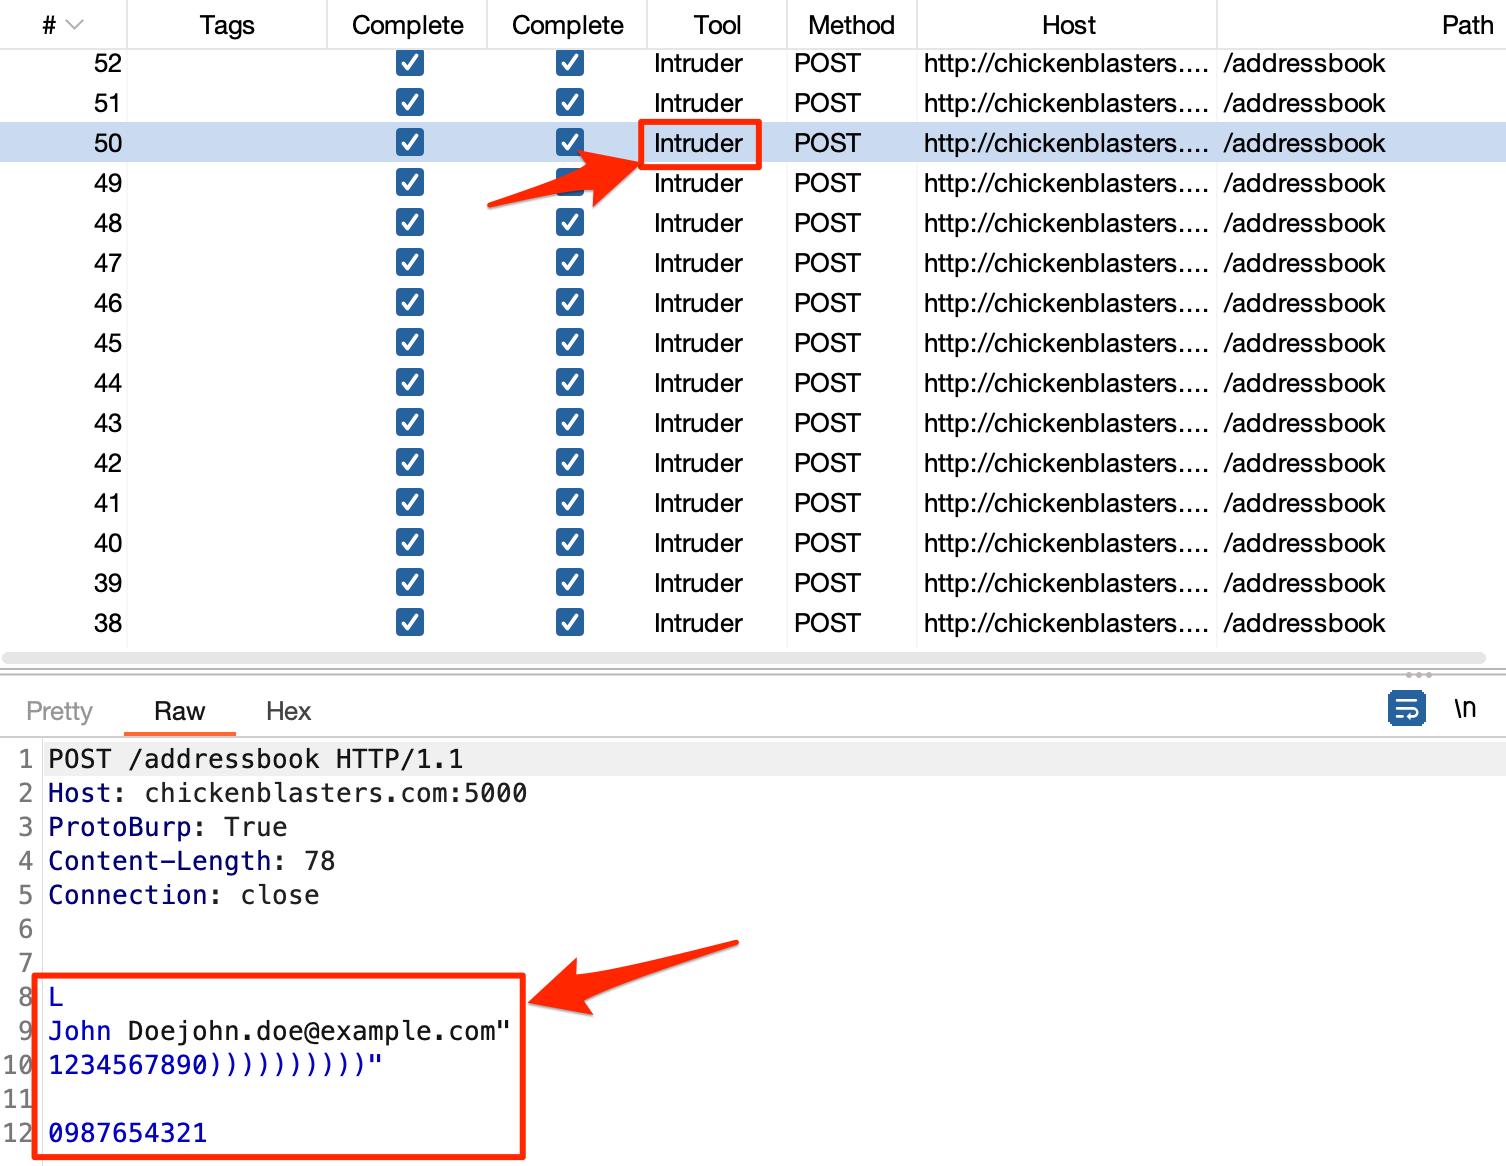 # Tags Complete Complete Tool Method Host Path
52 Intruder POST http://chickenblasters.... /addressbook
51 Intruder POST http://chickenblasters.... /addressbook
50 Intruder POST http://chickenblasters.... /addressbook
49 Intruder POST http://chickenblasters.... /addressbook
48 Intruder POST http://chickenblasters.... /addressbook
47 Intruder POST http://chickenblasters.... /addressbook
46 Intruder POST http://chickenblasters.... /addressbook
45 Intruder POST http://chickenblasters.... /addressbook
44 Intruder POST http://chickenblasters.... /addressbook
43 Intruder POST http://chickenblasters.... /addressbook
42 Intruder POST http://chickenblasters.... /addressbook
41 Intruder POST http://chickenblasters.... /addressbook
40 Intruder POST http://chickenblasters.... /addressbook
39 Intruder POST http://chickenblasters.... /addressbook
38 Intruder POST http://chickenblasters.... /addressbook
Pretty Raw Hex \n
1 POST /addressbook HTTP/1.1
2 Host: chickenblasters.com:5000
3 ProtoBurp: True
4 Content-Length: 78
5 Connection: close
6
7
8 L
9 John Doejohn.doe@example.com"
10 1234567890))))))))))"
11
12 0987654321